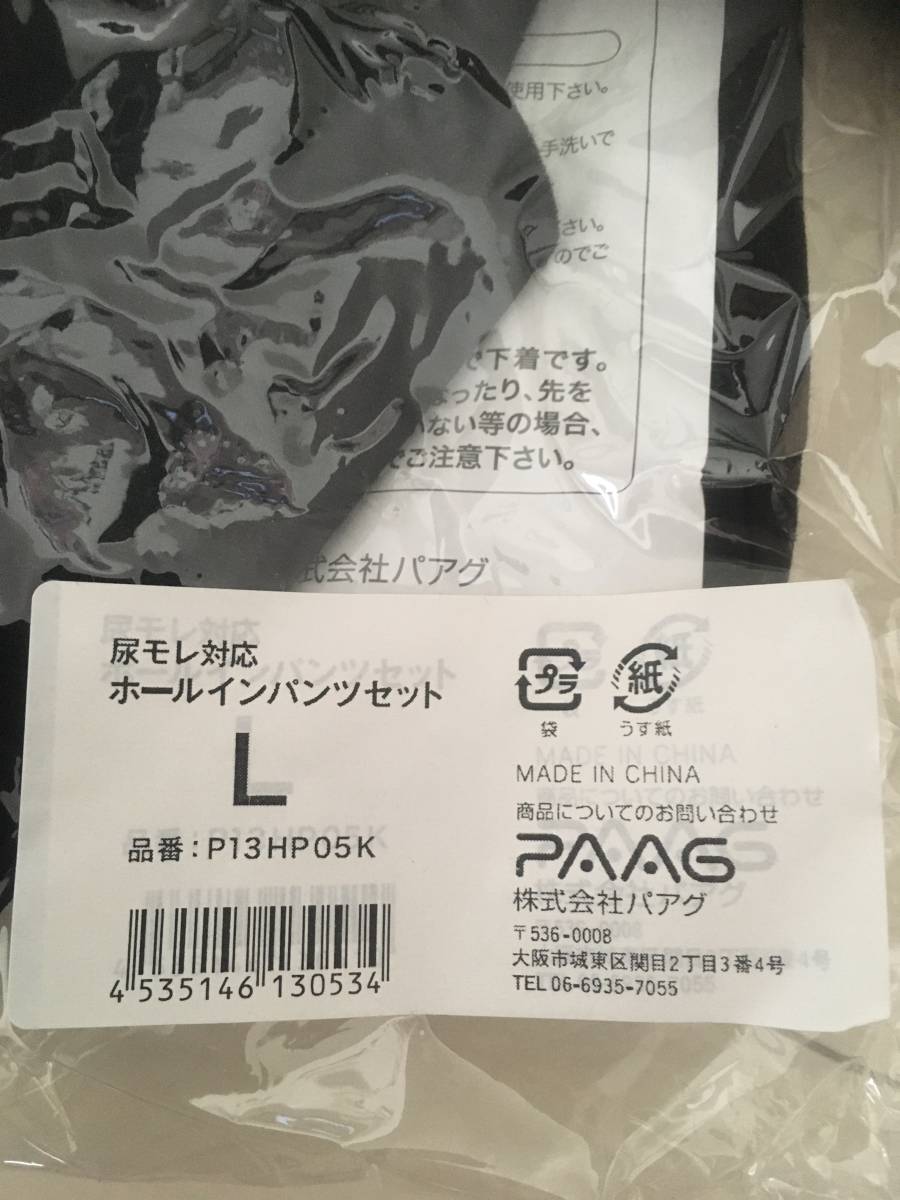 使用下さい。
手洗いで
さい。
のでご
で下着です。
なったり、先を
いない等の場合、
でご注意下さい。
式会社パアグ
尿モレ対応
ホールインパンツセット
L
品番：P13HP05K
4 535146 130534
プラ
袋
紙
うす紙
MADE IN CHINA
商品についてのお問い合わせ
PAAG
株式会社パアグ
〒536-0008
大阪市城東区関目2丁目3番4号
TEL 06-6935-7055